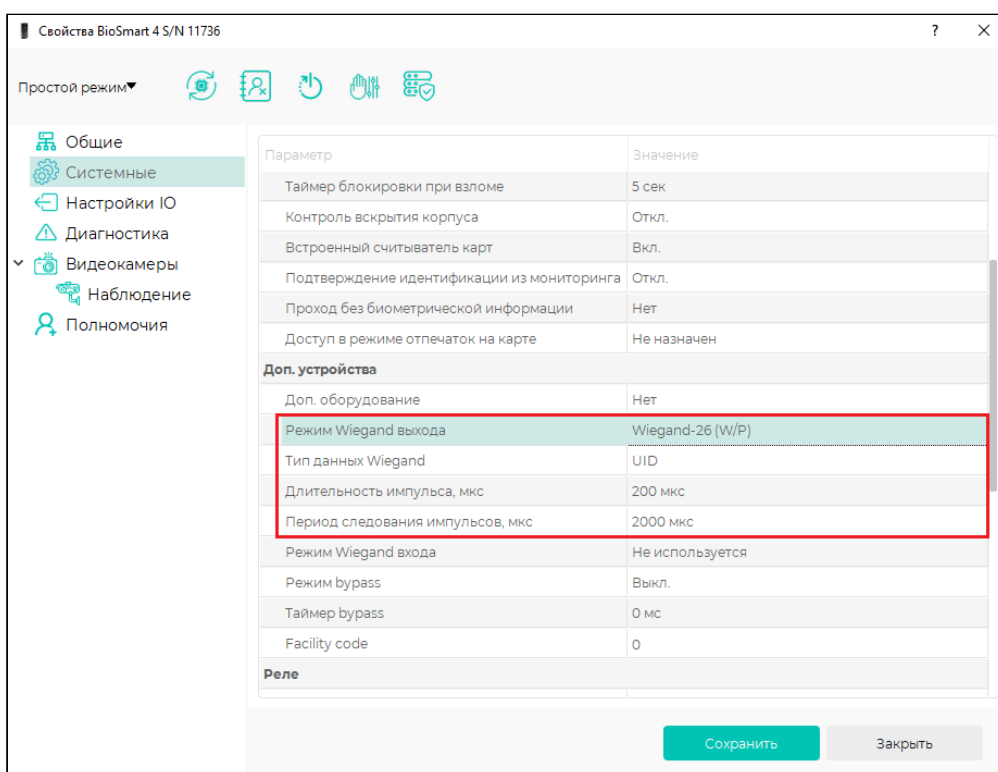 Свойства BioSmart 4 S/N 11736 ?
Простой режим
Общие
Системные
Настройки IO
Диагностика
Видеокамеры
Наблюдение
Полномочия
Параметр Значение
Таймер блокировки при взломе 5 сек
Контроль вскрытия корпуса Откл.
Встроенный считыватель карт Вкл.
Подтверждение идентификации из мониторинга Откл.
Проход без биометрической информации Нет
Доступ в режиме отпечаток на карте Не назначен
Доп. устройства
Доп. оборудование Нет
Режим Wiegand выхода Wiegand-26 (W/P)
Тип данных Wiegand UID
Длительность импульса, мкс 200 мкс
Период следования импульсов, мкс 2000 мкс
Режим Wiegand входа Не используется
Режим bypass Выкл.
Таймер bypass 0 мс
Facility code 0
Реле
Сохранить Закрыть